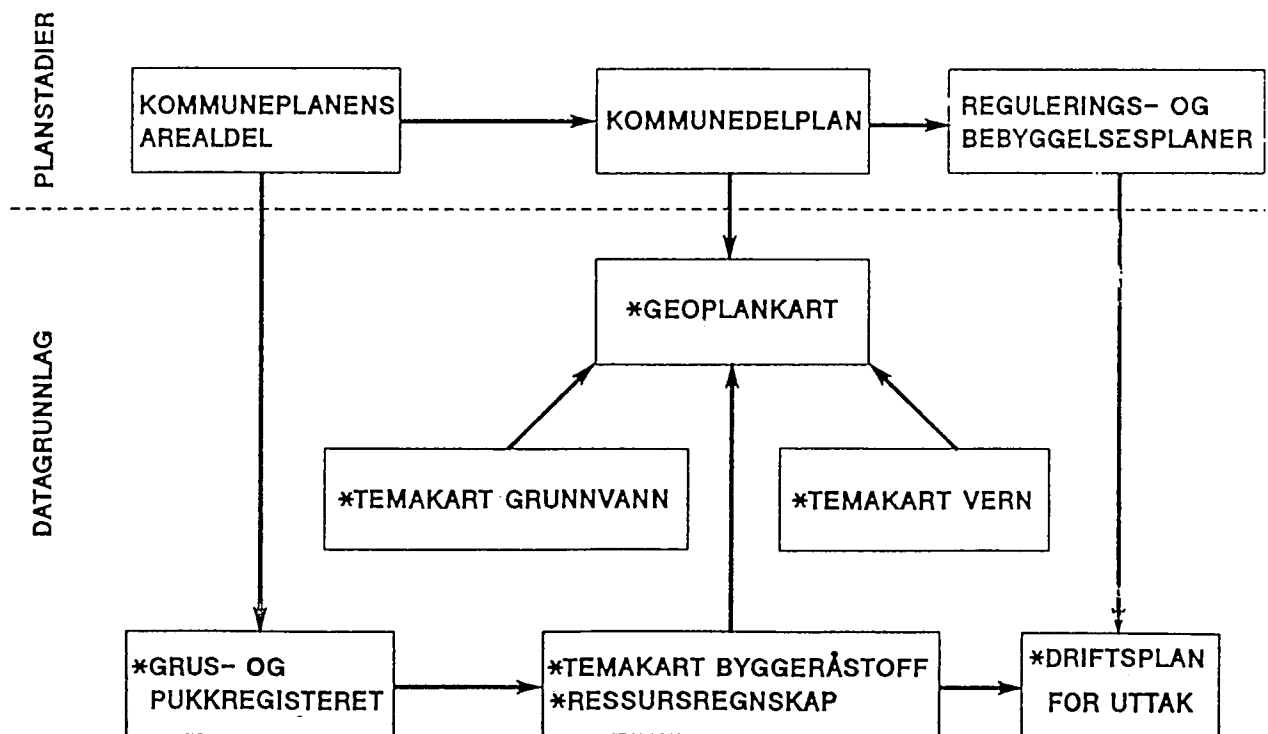 PLANSTADIER
KOMMUNEPLANENS
AREALDEL
KOMMUNEDELPLAN
REGULERINGS- OG
BEBYGGELSESPLANER
DATAGRUNNLAG
*GEOPLANKART
*TEMAKART GRUNNVANN
*TEMAKART VERN
*GRUS- OG
PUKKREGISTERET
*TEMAKART BYGGERÅSTOFF
*RESSURSREGNSKAP
*DRIFTSPLAN
FOR UTTAK